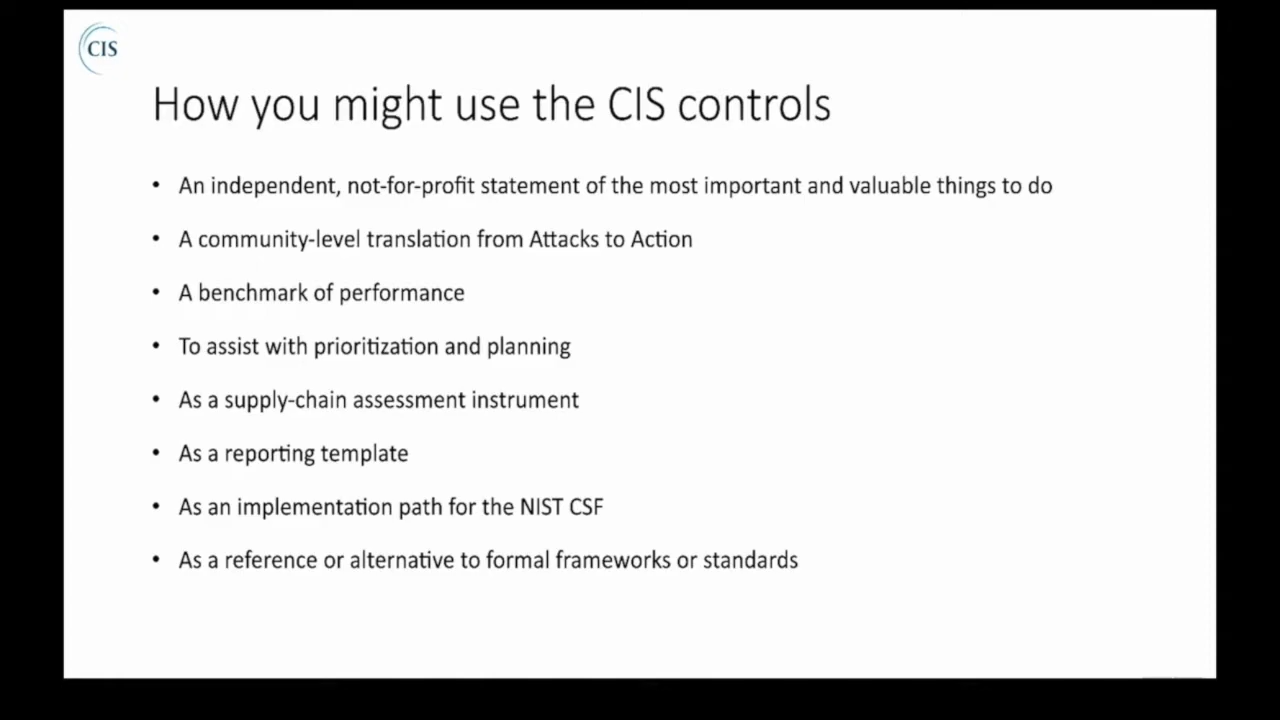 CIS
How you might use the CIS controls
• An independent, not-for-profit statement of the most important and valuable things to do
• A community-level translation from Attacks to Action
• A benchmark of performance
• To assist with prioritization and planning
• As a supply-chain assessment instrument
• As a reporting template
• As an implementation path for the NIST CSF
• As a reference or alternative to formal frameworks or standards